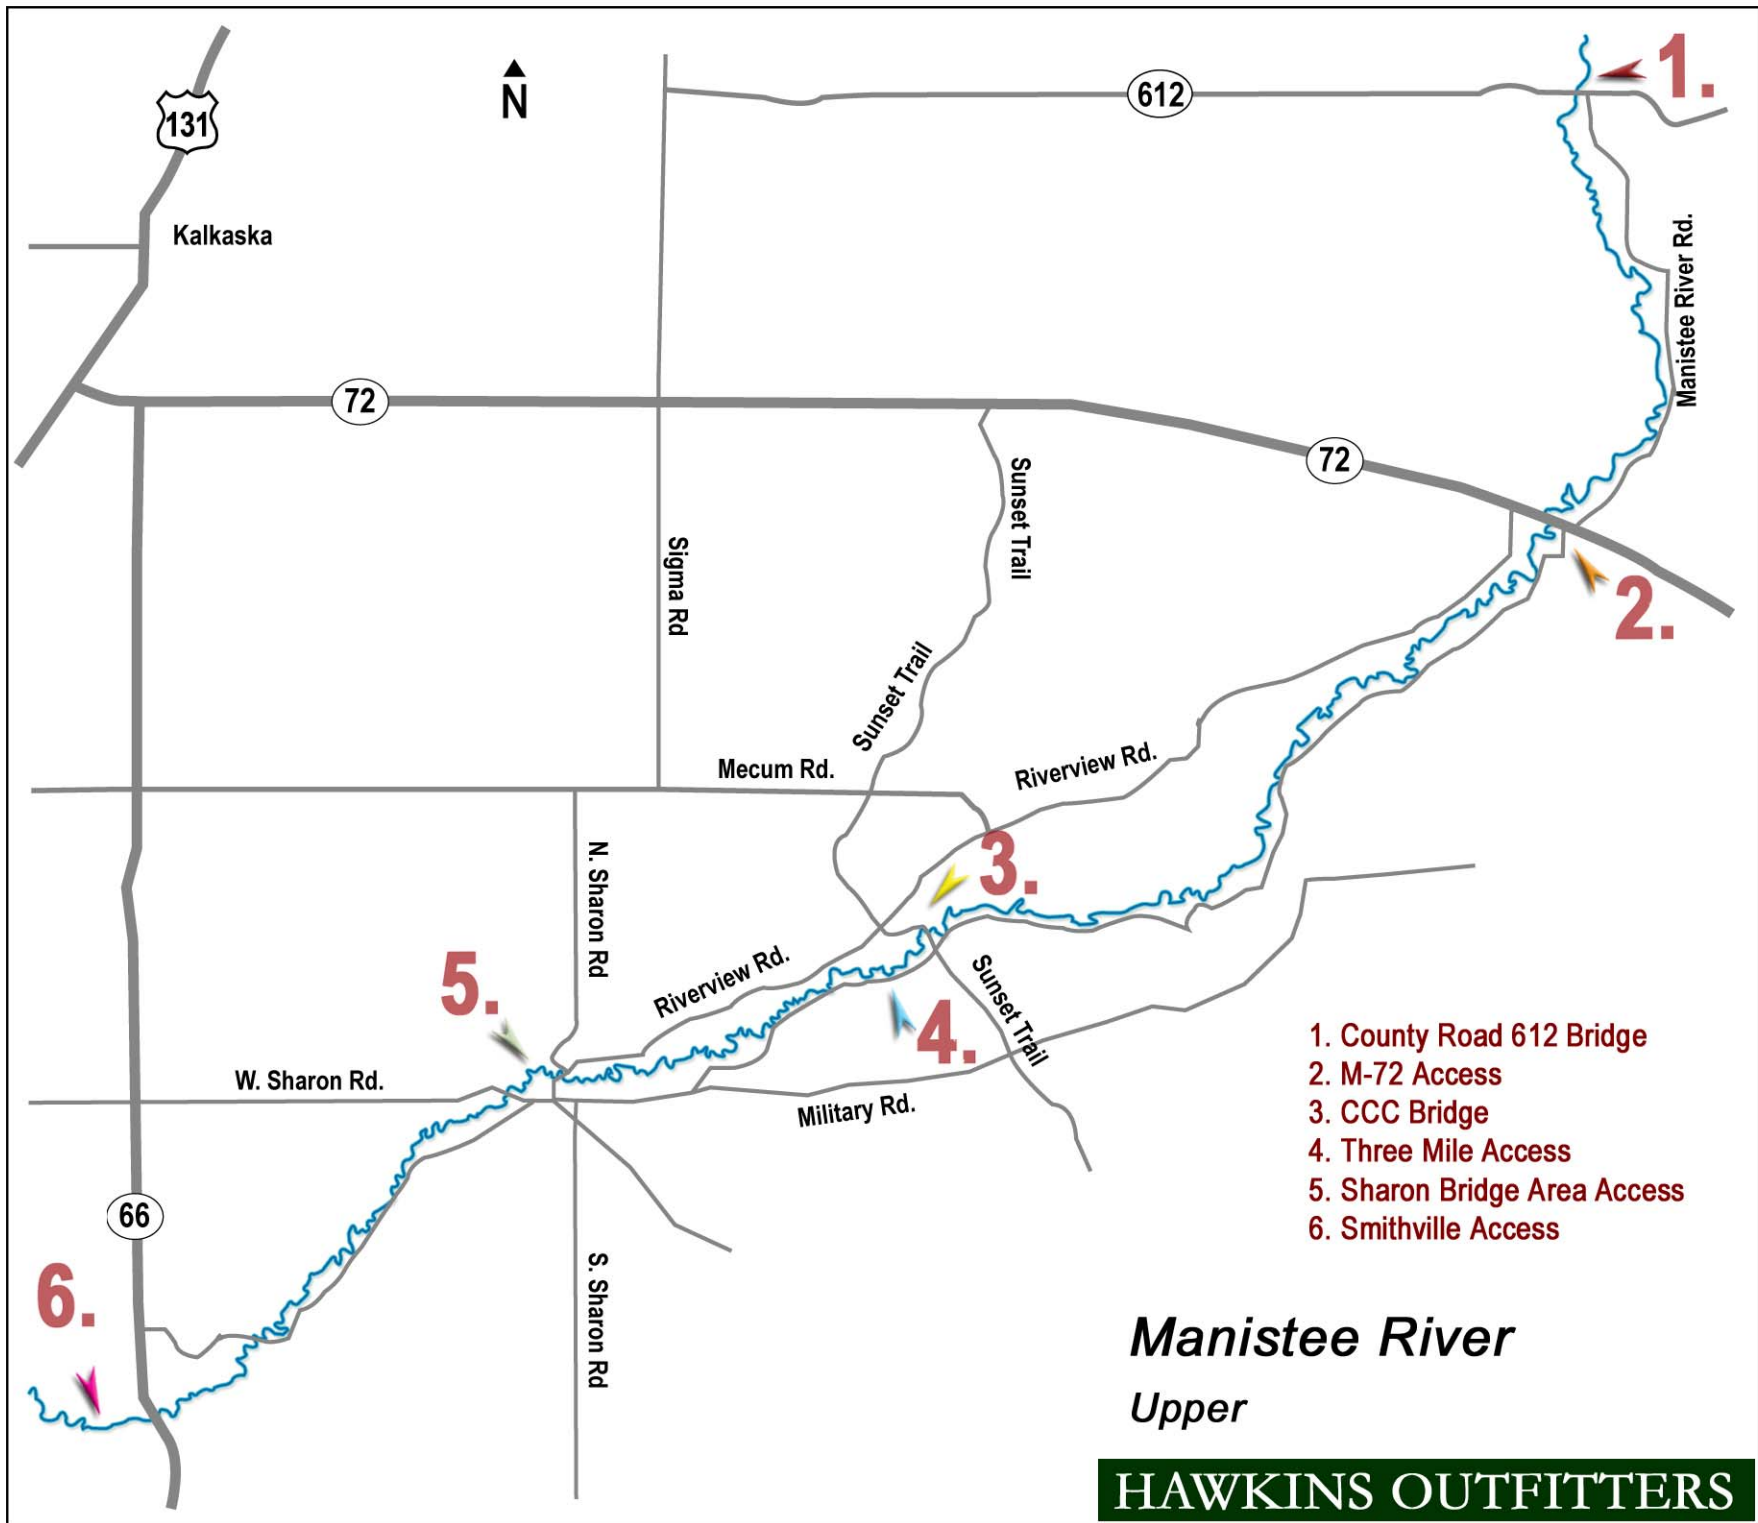 131
N
612
1.
Kalkaska
Manistee River Rd.
72
72
Sunset Trail
Sigma Rd
2.
Sunset Trail
Mecum Rd.
Riverview Rd.
3.
N. Sharon Rd
5.
Riverview Rd.
Sunset Trail
4.
W. Sharon Rd.
Military Rd.
1. County Road 612 Bridge
2. M-72 Access
3. CCC Bridge
4. Three Mile Access
5. Sharon Bridge Area Access
6. Smithville Access
66
6.
S. Sharon Rd
Manistee River
Upper
HAWKINS OUTFITTERS